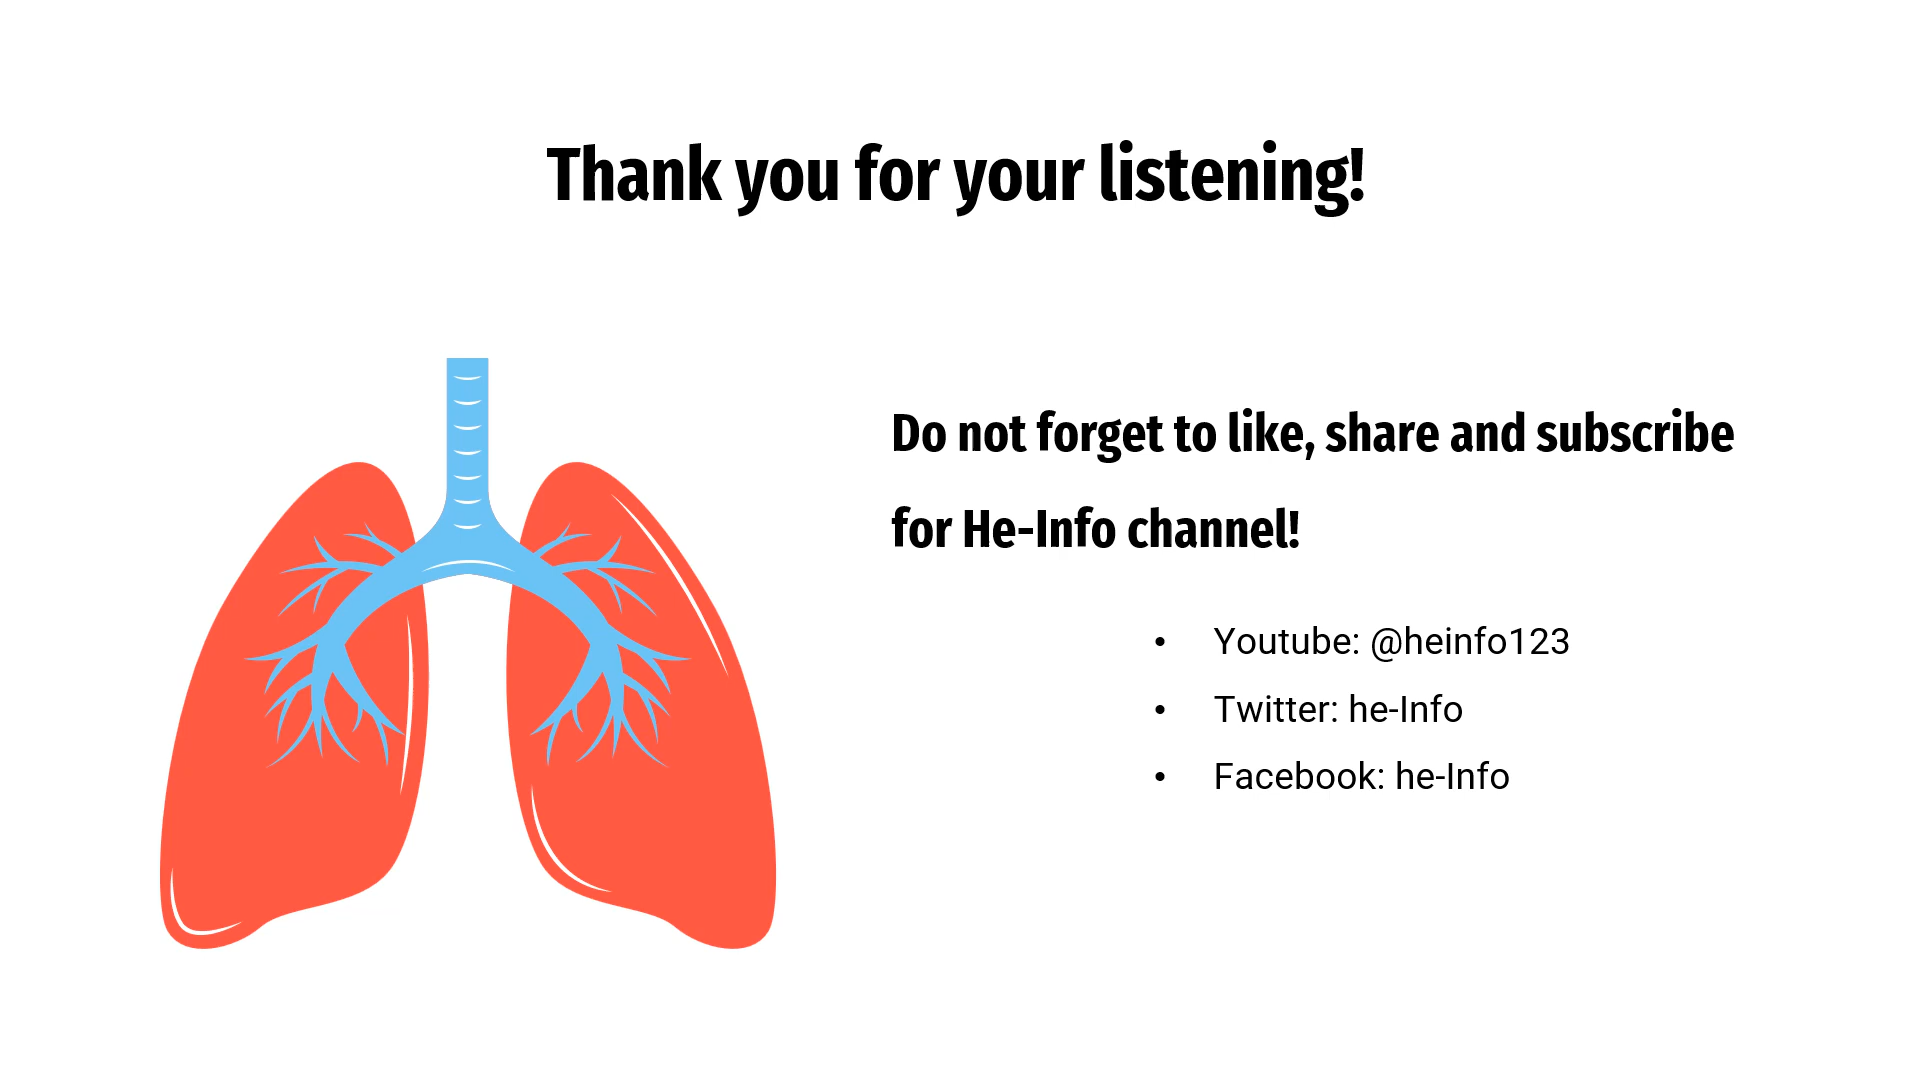 Thank you for your listening!
Do not forget to like, share and subscribe
for He-Info channel!
• Youtube: @heinfo123
• Twitter: he-Info
• Facebook: he-Info